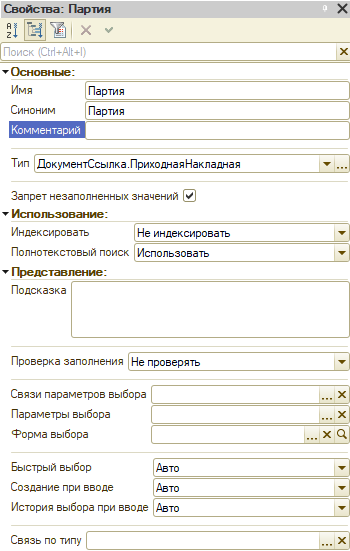 Свойства: Партия
Поиск (Ctrl+Alt+I)
Основные:
Имя Партия
Синоним Партия
Комментарий
Тип ДокументСсылка.ПриходнаяНакладная
Запрет незаполненных значений
Использование:
Индексировать Не индексировать
Полнотекстовый поиск Использовать
Представление:
Подсказка
Проверка заполнения Не проверять
Связи параметров выбора
Параметры выбора
Форма выбора
Быстрый выбор Авто
Создание при вводе Авто
История выбора при вводе Авто
Связь по типу